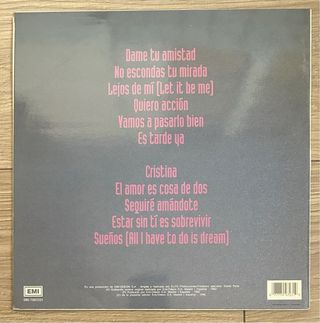 Dame tu amistad
No escondas tu mirada
Lejos de mí (Let it be me)
Quiero acción
Vamos a pasarlo bien
Es tarde ya
Cristina
El amor es cosa de dos
Seguiré amándote
Estar sin tí es sobrevivir
Sueños (All I have to do is dream)
EMI